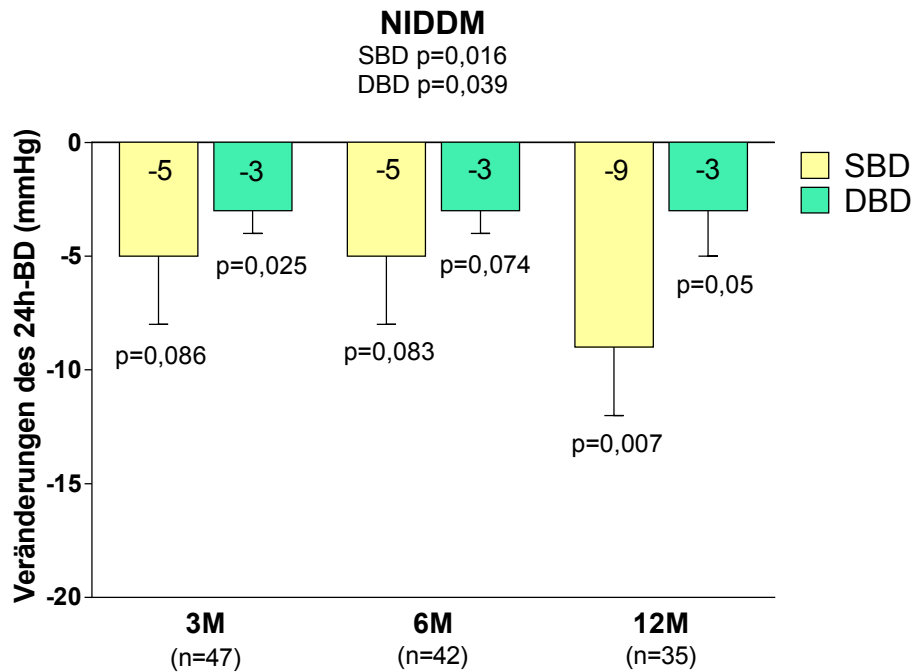 NIDDM
SBD p=0,016
DBD p=0,039
Veränderungen des 24h-BD (mmHg)
0
-5
-10
-15
-20
-5
-3
-5
-3
-9
-3
p=0,086
p=0,025
p=0,083
p=0,074
p=0,007
p=0,05
SBD
DBD
3M
(n=47)
6M
(n=42)
12M
(n=35)